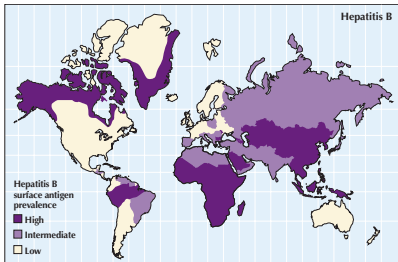 Hepatitis B
Hepatitis B
surface antigen
prevalence
High
Intermediate
Low